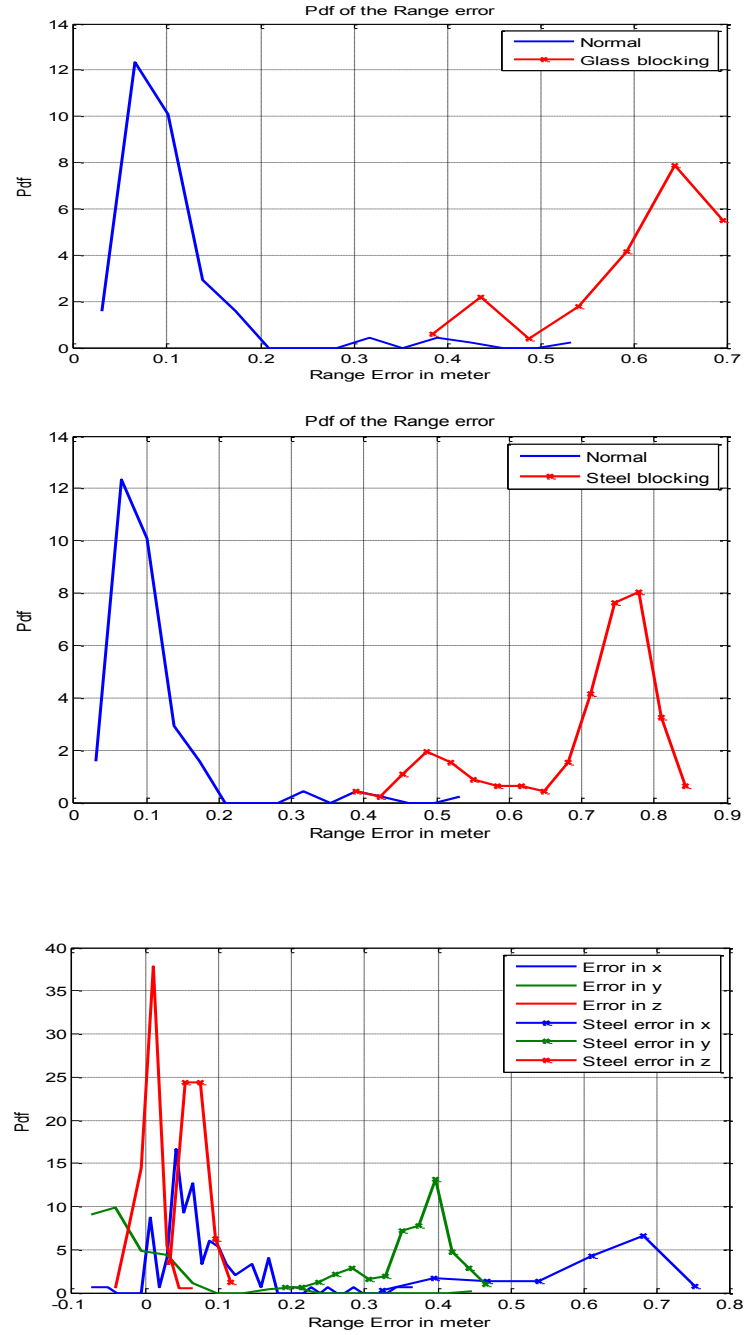 Pdf of the Range error
14
12
10
8
6
4
2
0
Pdf
Normal
Glass blocking
0 0.1 0.2 0.3 0.4 0.5 0.6 0.7
Range Error in meter
Pdf of the Range error
14
12
10
8
6
4
2
0
Pdf
Normal
Steel blocking
0 0.1 0.2 0.3 0.4 0.5 0.6 0.7 0.8 0.9
Range Error in meter
40
35
30
25
20
15
10
5
0
Pdf
Error in x
Error in y
Error in z
Steel error in x
Steel error in y
Steel error in z
-0.1 0 0.1 0.2 0.3 0.4 0.5 0.6 0.7 0.8
Range Error in meter